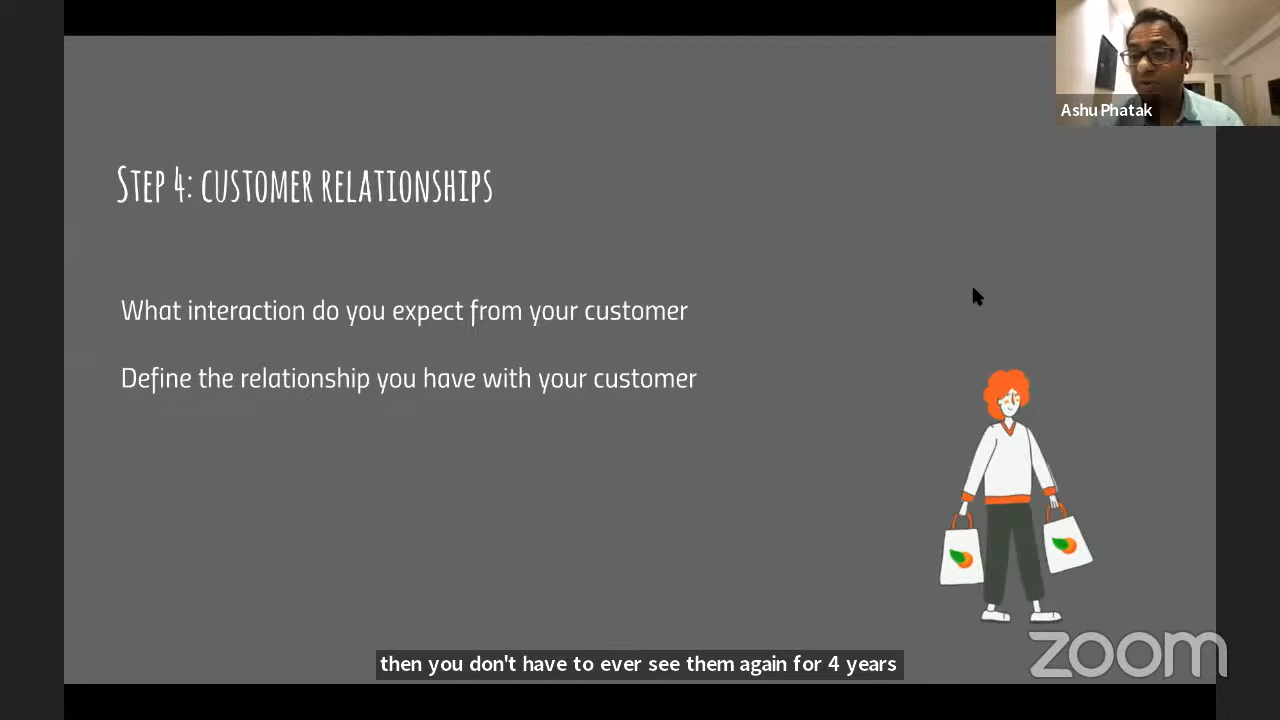 Ashu Phatak
Step 4: customer relationships
What interaction do you expect from your customer
Define the relationship you have with your customer
then you don't have to ever see them again for 4 years
zoom